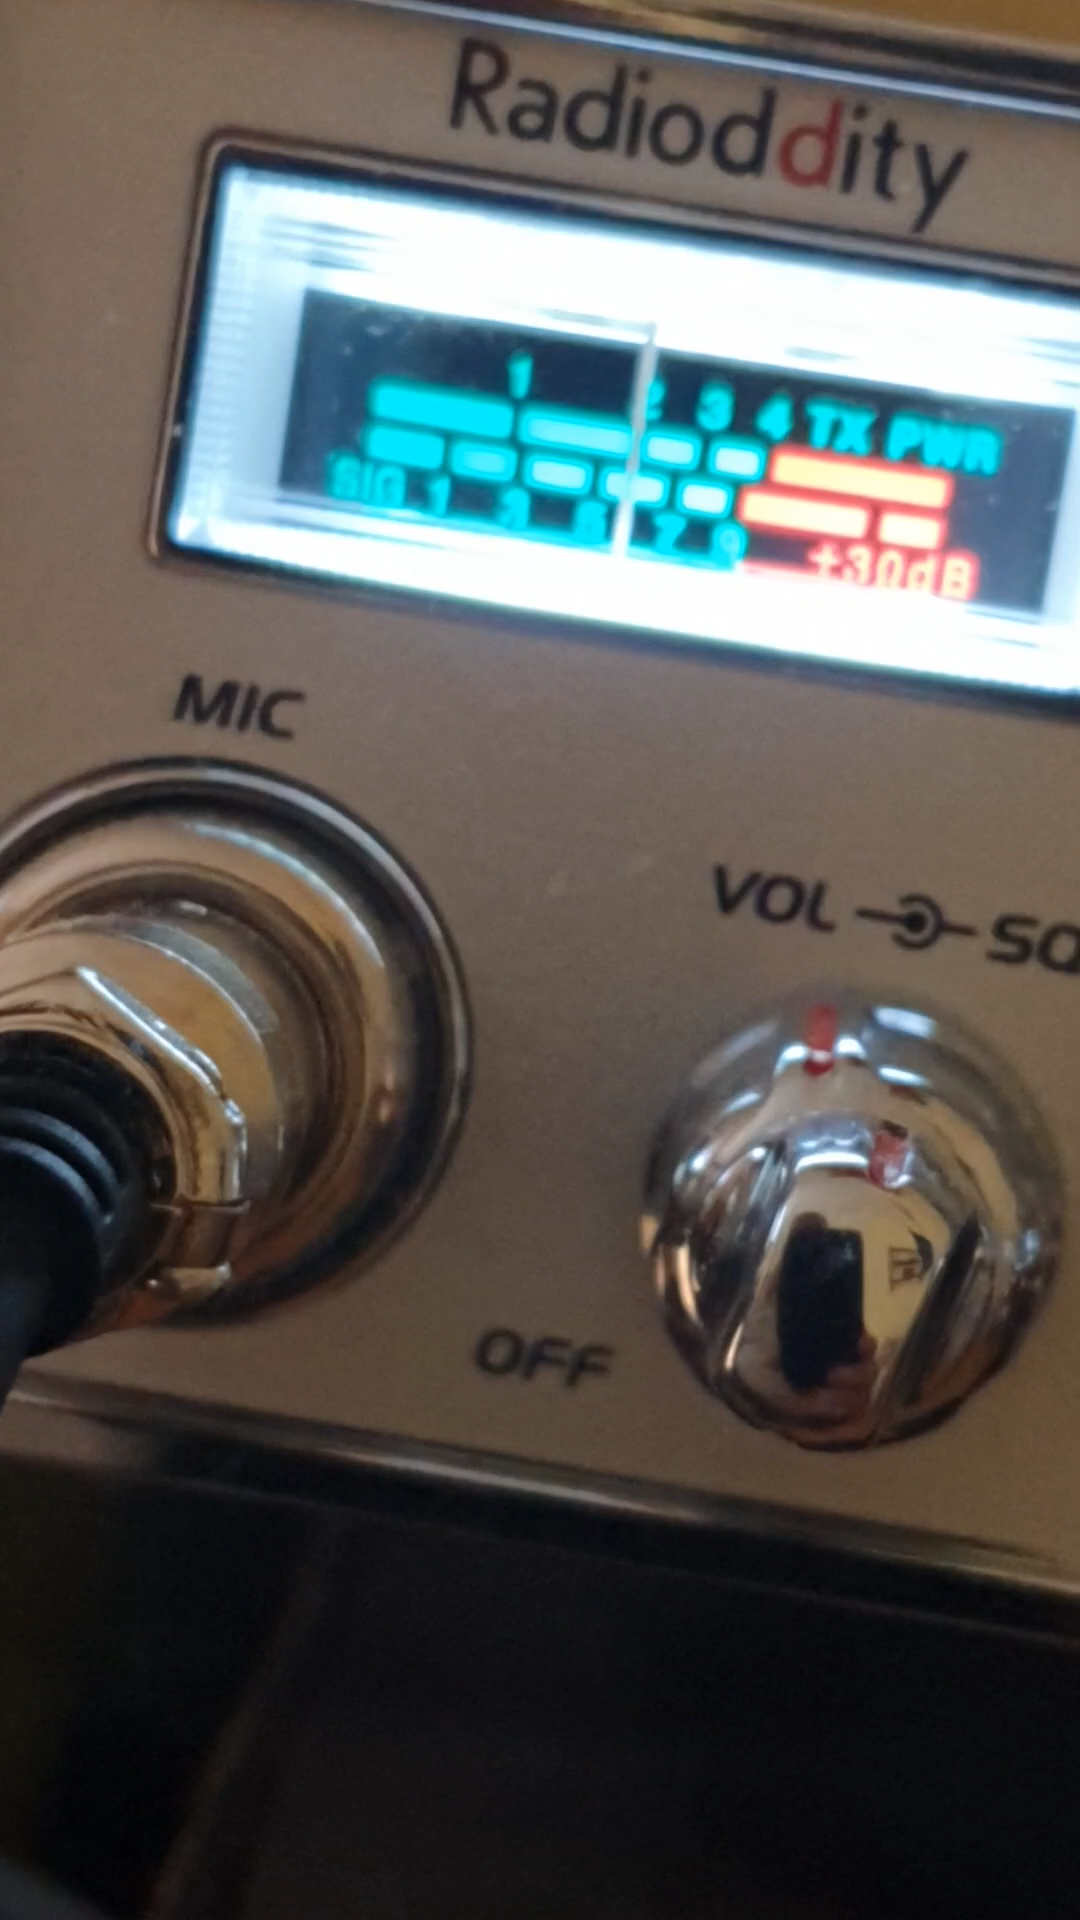 Radioddity
1 2 3 4 TX PWR
SIG 1 3 5 7 9 +30dB
MIC
VOL SQ
OFF